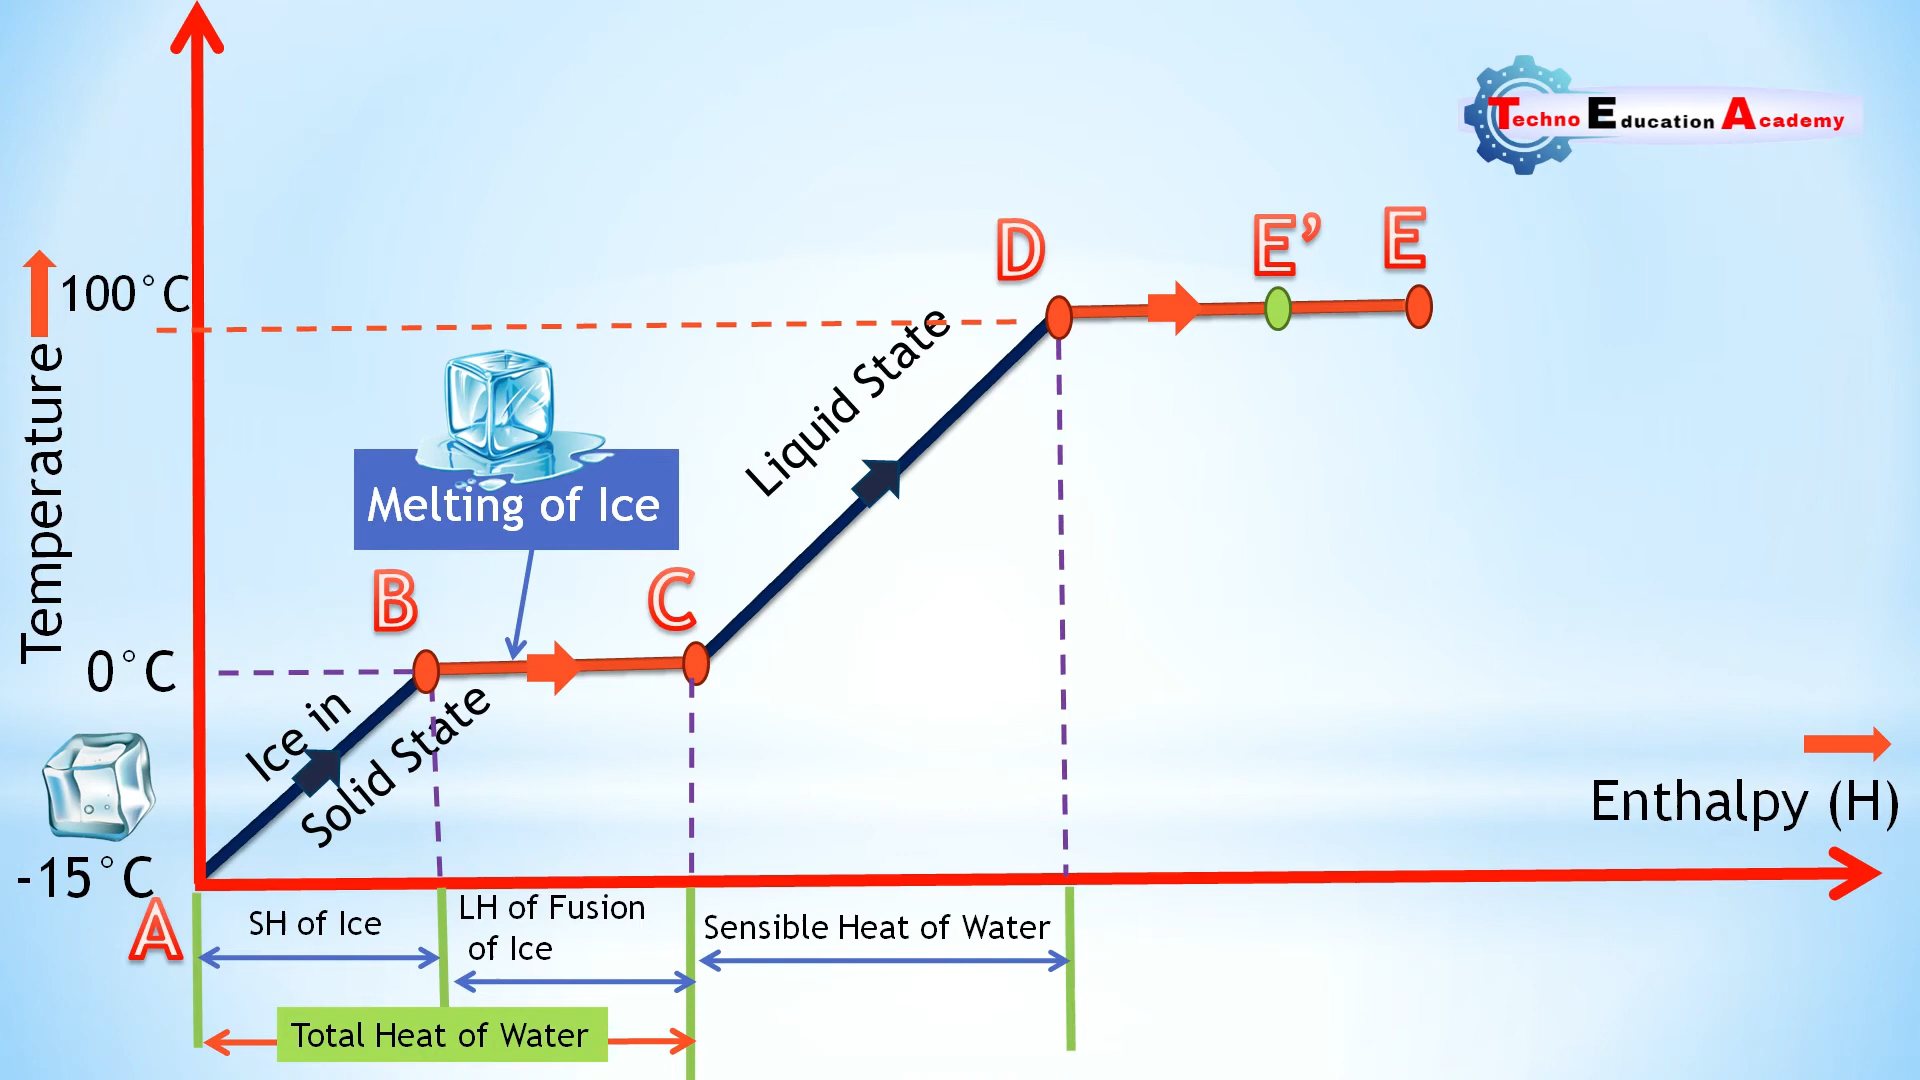 Techno Education Academy
D
E’
E
100°C
Temperature
Liquid State
Melting of Ice
B
C
0°C
Ice in
Solid State
Enthalpy (H)
-15°C
A
SH of Ice
LH of Fusion
of Ice
Sensible Heat of Water
Total Heat of Water